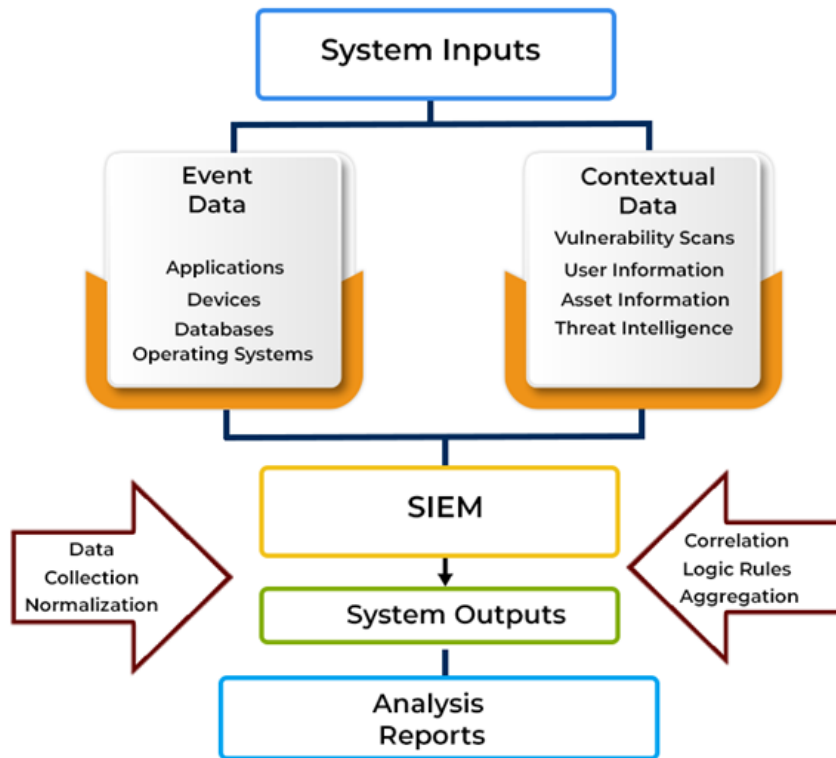 System Inputs
Event
Data
Applications
Devices
Databases
Operating Systems
Contextual
Data
Vulnerability Scans
User Information
Asset Information
Threat Intelligence
SIEM
Data
Collection
Normalization
Correlation
Logic Rules
Aggregation
System Outputs
Analysis
Reports